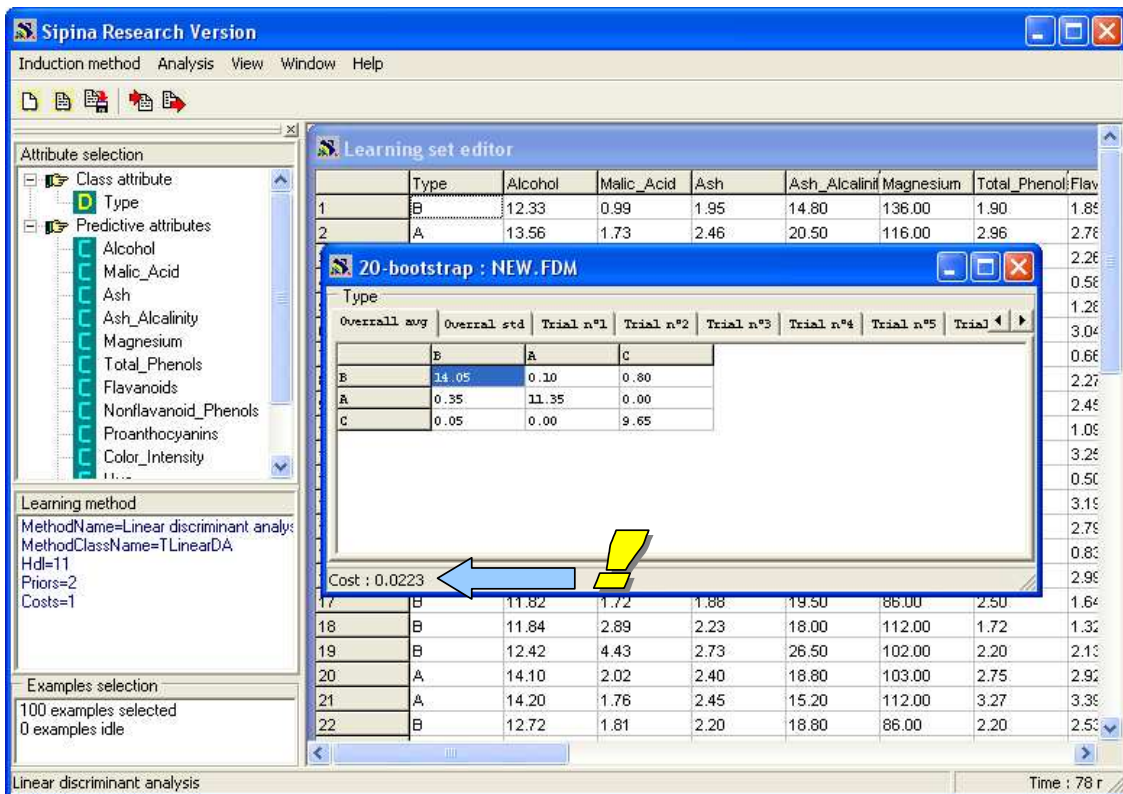 Sipina Research Version
Induction method Analysis View Window Help
Attribute selection
Class attribute
Type
Predictive attributes
Alcohol
Malic_Acid
Ash
Ash_Alcalinity
Magnesium
Total_Phenols
Flavanoids
Nonflavanoid_Phenols
Proanthocyanins
Color_Intensity
Learning method
MethodName=Linear discriminant analys
MethodClassName=TLinearDA
Hdl=11
Priors=2
Costs=1
Examples selection
100 examples selected
0 examples idle
Learning set editor
Type Alcohol Malic_Acid Ash Ash_Alcalinit Magnesium Total_Phenol: Flav
1 B 12.33 0.99 1.95 14.80 136.00 1.90 1.85
2 A 13.56 1.73 2.46 20.50 116.00 2.96 2.78
2.26
0.58
1.28
3.04
0.66
2.27
2.45
1.09
3.25
0.50
3.19
2.79
0.83
2.99
20-bootstrap : NEW.FDM
Type
Overrall avg Overral std Trial n°1 Trial n°2 Trial n°3 Trial n°4 Trial n°5 Trial
B A C
B 14.05 0.10 0.80
A 0.35 11.35 0.00
C 0.05 0.00 9.65
Cost : 0.0223
!
17 B 11.82 1.72 1.88 19.50 86.00 2.50 1.64
18 B 11.84 2.89 2.23 18.00 112.00 1.72 1.32
19 B 12.42 4.43 2.73 26.50 102.00 2.20 2.13
20 A 14.10 2.02 2.40 18.80 103.00 2.75 2.92
21 A 14.20 1.76 2.45 15.20 112.00 3.27 3.39
22 B 12.72 1.81 2.20 18.80 86.00 2.20 2.53
Linear discriminant analysis
Time : 78 r